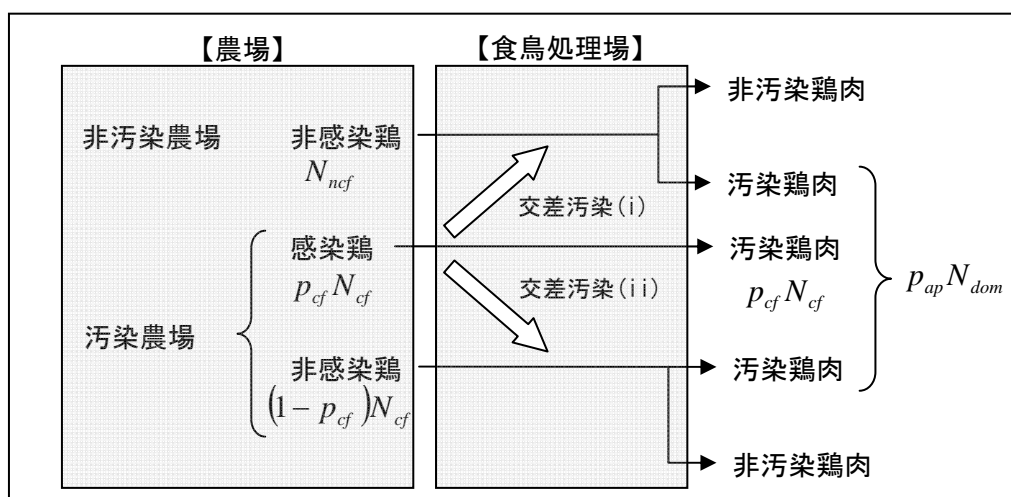 【農場】 【食鳥処理場】
非汚染鶏肉
非汚染農場 非感染鶏
N_{ncf}
汚染鶏肉
交差汚染(i)
感染鶏 汚染鶏肉
p_{cf} N_{cf} p_{cf} N_{cf} p_{ap} N_{dom}
交差汚染(ii)
汚染農場
非感染鶏 汚染鶏肉
(1 − p_{cf})N_{cf}
非汚染鶏肉